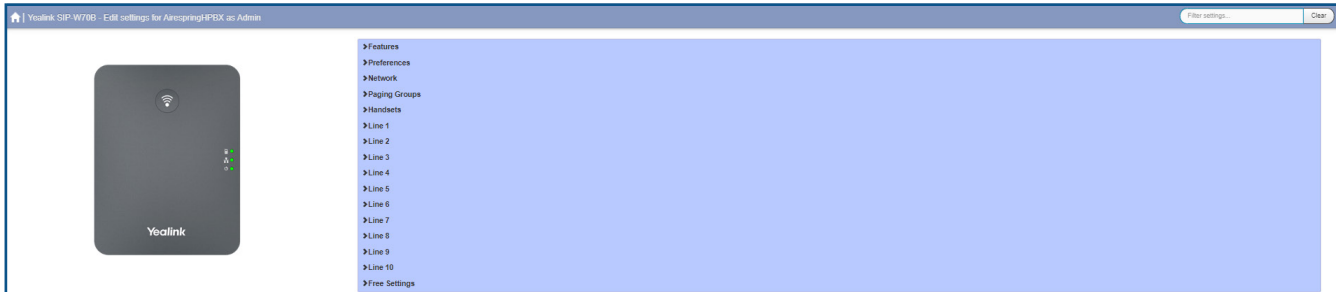 | Yealink SIP-W70B - Edit settings for AirespringHPBX as Admin
Filter settings...
Clear
Features
Preferences
Network
Paging Groups
Handsets
Line 1
Line 2
Line 3
Line 4
Line 5
Line 6
Line 7
Line 8
Line 9
Line 10
Free Settings
Yealink